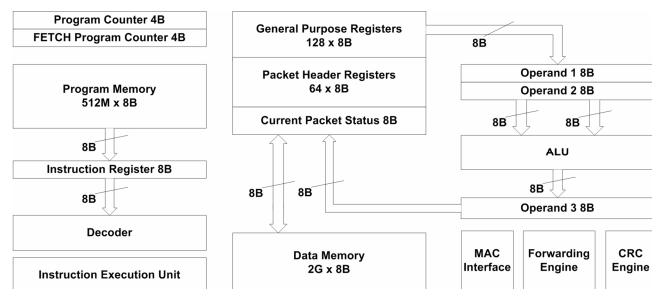 Program Counter 4B
FETCH Program Counter 4B
Program Memory
512M x 8B
8B
Instruction Register 8B
8B
Decoder
Instruction Execution Unit
General Purpose Registers
128 x 8B
Packet Header Registers
64 x 8B
Current Packet Status 8B
8B
8B
Data Memory
2G x 8B
8B
Operand 1 8B
Operand 2 8B
8B
8B
ALU
8B
Operand 3 8B
MAC
Interface
Forwarding
Engine
CRC
Engine